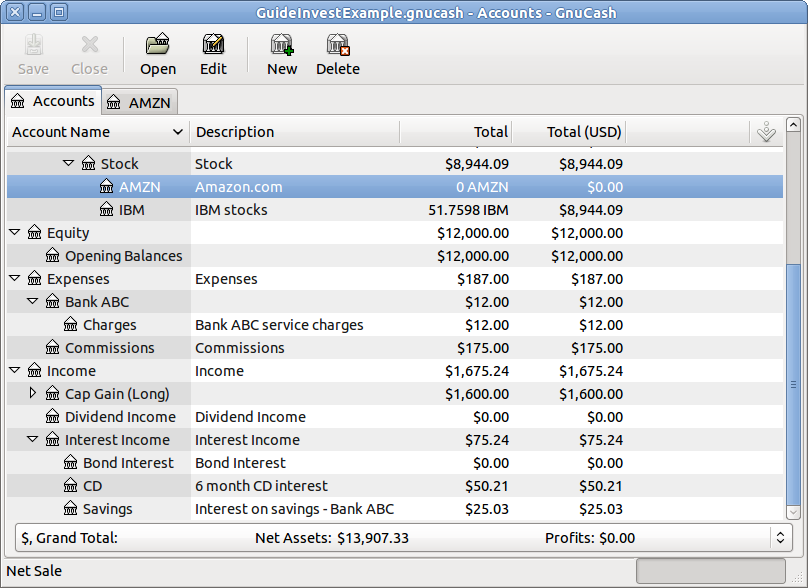 GuideInvestExample.gnucash - Accounts - GnuCash
Save Close Open Edit New Delete
Accounts AMZN
Account Name Description Total Total (USD)
Stock Stock $8,944.09 $8,944.09
AMZN Amazon.com 0 AMZN $0.00
IBM IBM stocks 51.7598 IBM $8,944.09
Equity $12,000.00 $12,000.00
Opening Balances $12,000.00 $12,000.00
Expenses Expenses $187.00 $187.00
Bank ABC $12.00 $12.00
Charges Bank ABC service charges $12.00 $12.00
Commissions Commissions $175.00 $175.00
Income Income $1,675.24 $1,675.24
Cap Gain (Long) $1,600.00 $1,600.00
Dividend Income Dividend Income $0.00 $0.00
Interest Income Interest Income $75.24 $75.24
Bond Interest Bond Interest $0.00 $0.00
CD 6 month CD interest $50.21 $50.21
Savings Interest on savings - Bank ABC $25.03 $25.03
$, Grand Total: Net Assets: $13,907.33 Profits: $0.00
Net Sale